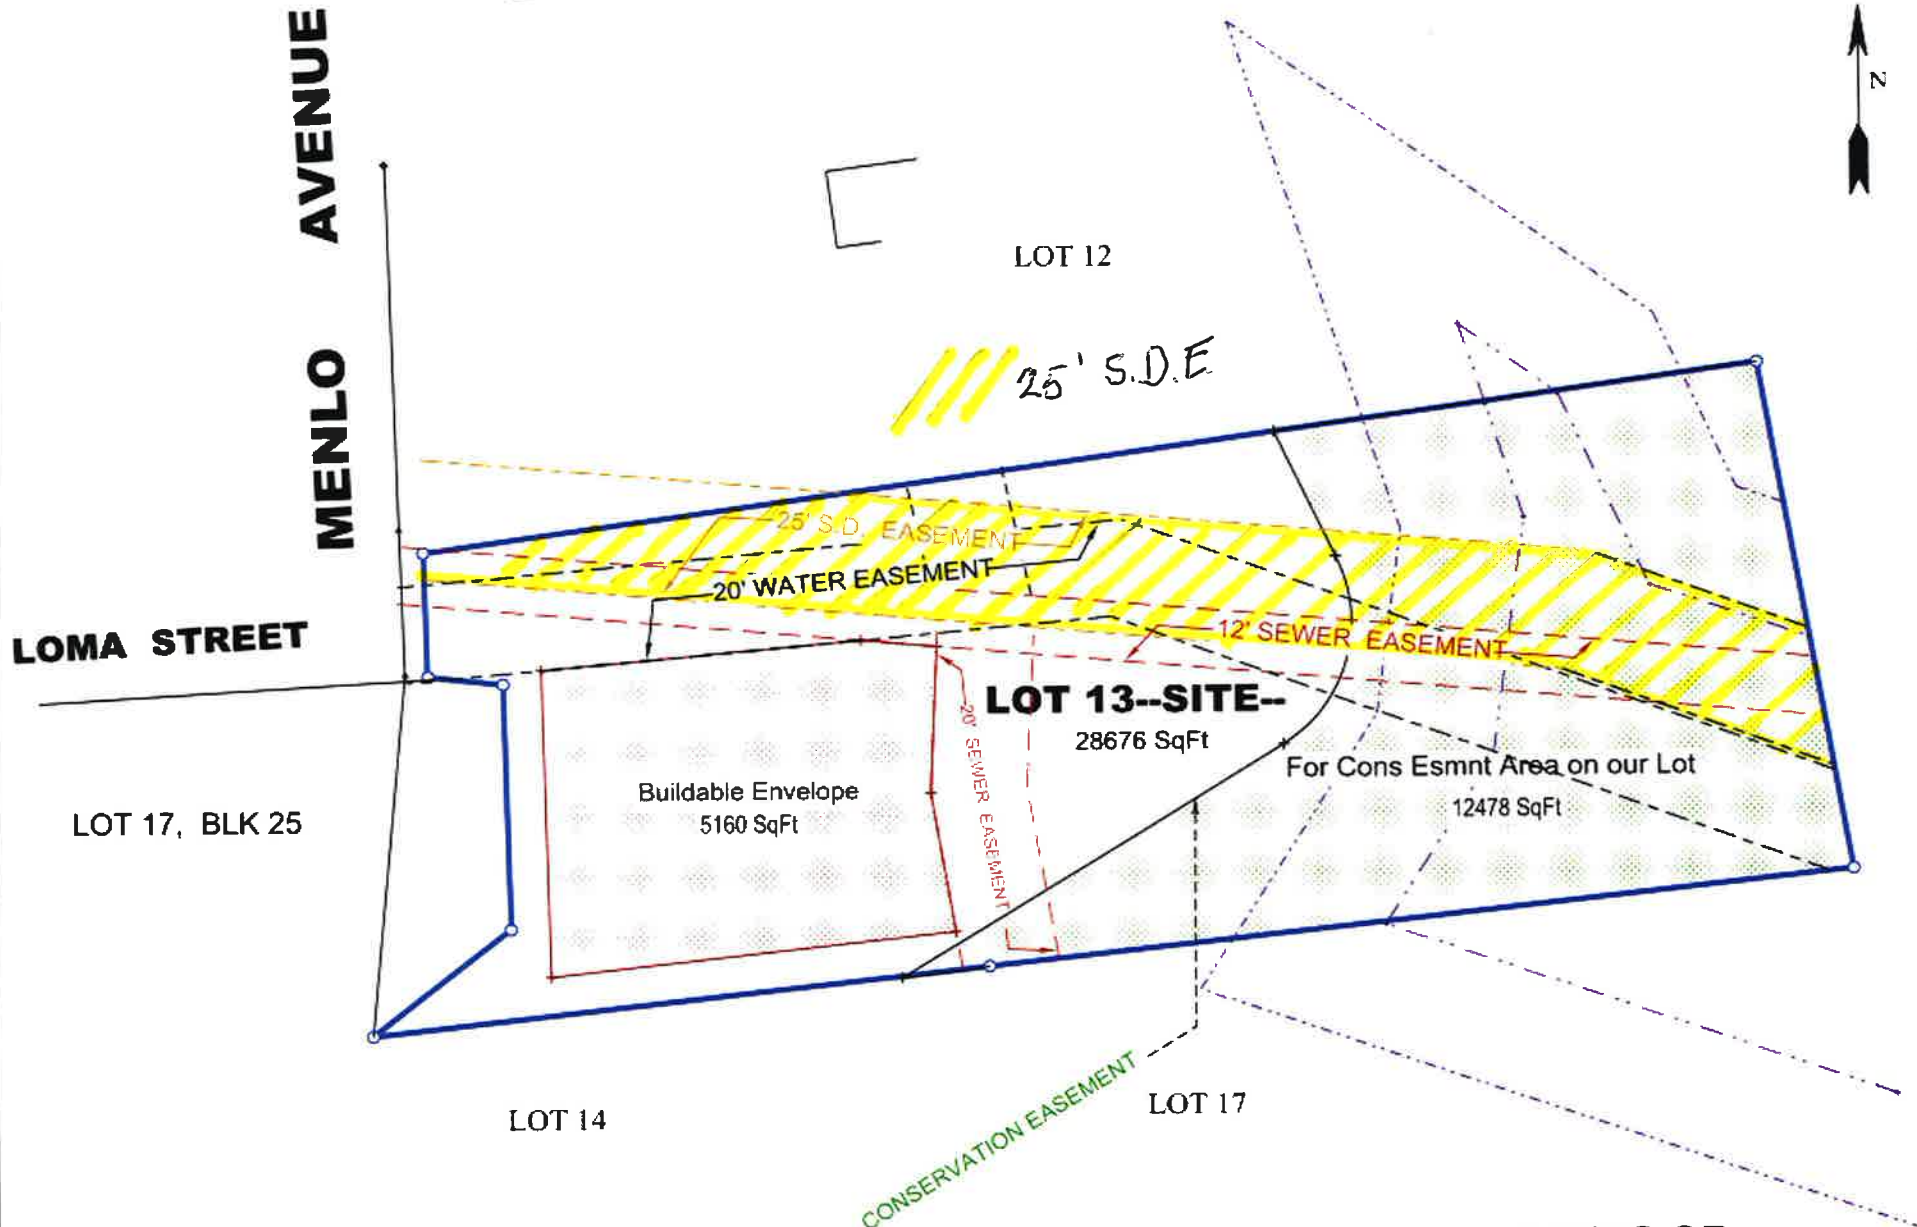 MENLO AVENUE
N
LOT 12
25' S.D.E
25' S.D. EASEMENT
20' WATER EASEMENT
LOMA STREET
12' SEWER EASEMENT
LOT 13--SITE--
28676 SqFt
20' SEWER EASEMENT
For Cons Esmnt Area on our Lot
12478 SqFt
Buildable Envelope
5160 SqFt
LOT 17, BLK 25
CONSERVATION EASEMENT
LOT 17
LOT 14